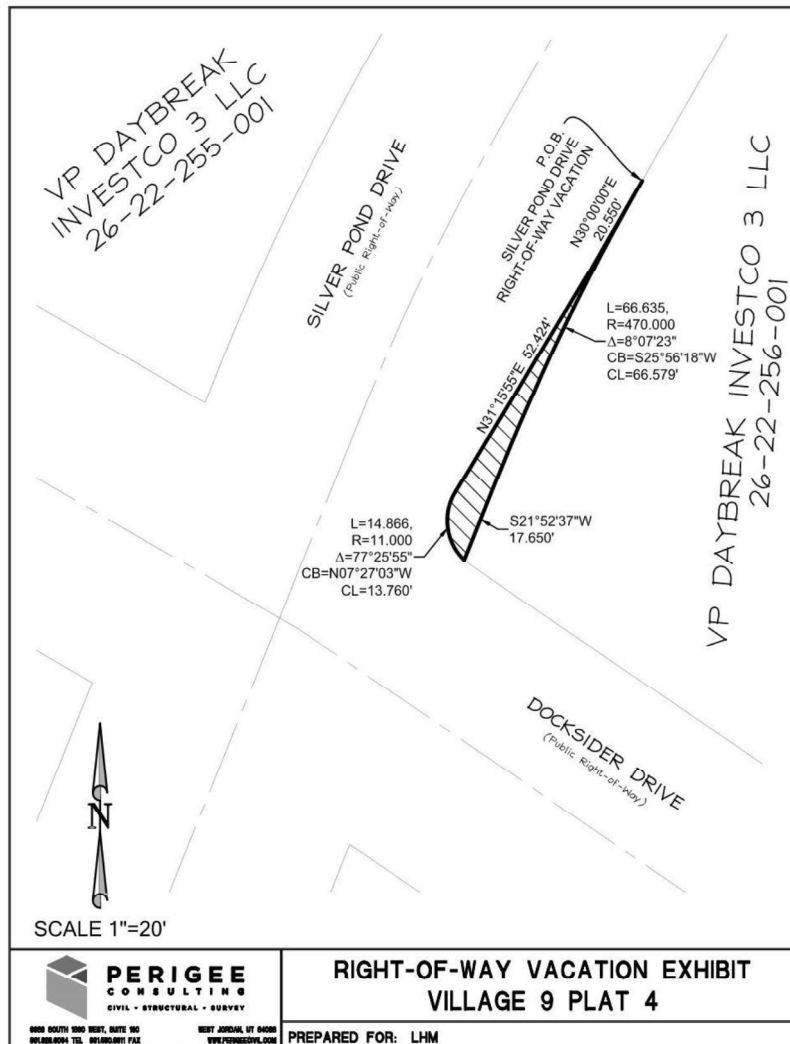 VP DAYBREAK
INVESTCO 3 LLC
26-22-255-001
SILVER POND DRIVE
(Public Right-of-Way)
P.O.B.
SILVER POND DRIVE
RIGHT-OF-WAY VACATION
N30°00'00"E
20.550'
L=66.635,
R=470.000
Δ=8°07'23"
CB=S25°56'18"W
CL=66.579'
VP DAYBREAK INVESTCO 3 LLC
26-22-256-001
N31°15'55"E 52.424'
L=14.866,
R=11.000
Δ=77°25'55"
CB=N07°27'03"W
CL=13.760'
S21°52'37"W
17.650'
DOCKSIDER DRIVE
(Public Right-of-Way)
N
SCALE 1"=20'
PERIGEE
CONSULTING
CIVIL • STRUCTURAL • SURVEY
WEST JORDAN, UT
RIGHT-OF-WAY VACATION EXHIBIT
VILLAGE 9 PLAT 4
PREPARED FOR: LHM